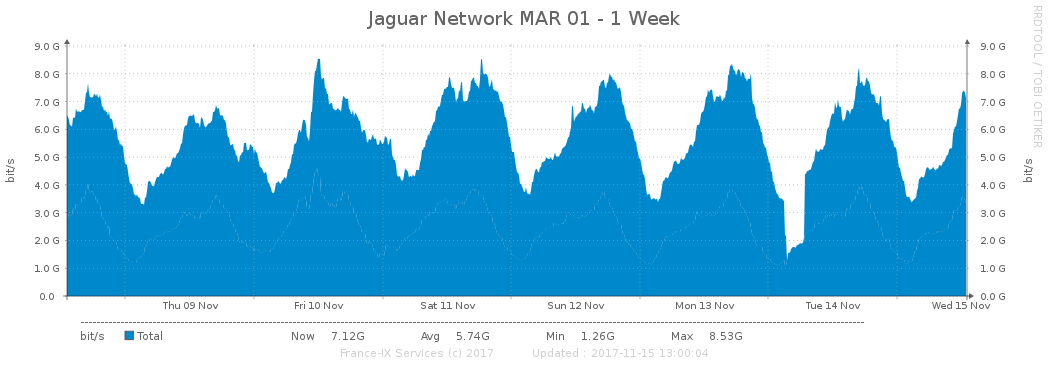 Jaguar Network MAR 01 - 1 Week
RRDTOOL / TOBI OETIKER
bit/s
9.0 G
8.0 G
7.0 G
6.0 G
5.0 G
4.0 G
3.0 G
2.0 G
1.0 G
0.0
9.0 G
8.0 G
7.0 G
6.0 G
5.0 G
4.0 G
3.0 G
2.0 G
1.0 G
0.0 G
bit/s
Thu 09 Nov Fri 10 Nov Sat 11 Nov Sun 12 Nov Mon 13 Nov Tue 14 Nov Wed 15 Nov
bit/s Total Now 7.12G Avg 5.74G Min 1.26G Max 8.53G
France-IX Services (c) 2017 Updated : 2017-11-15 13:00:04